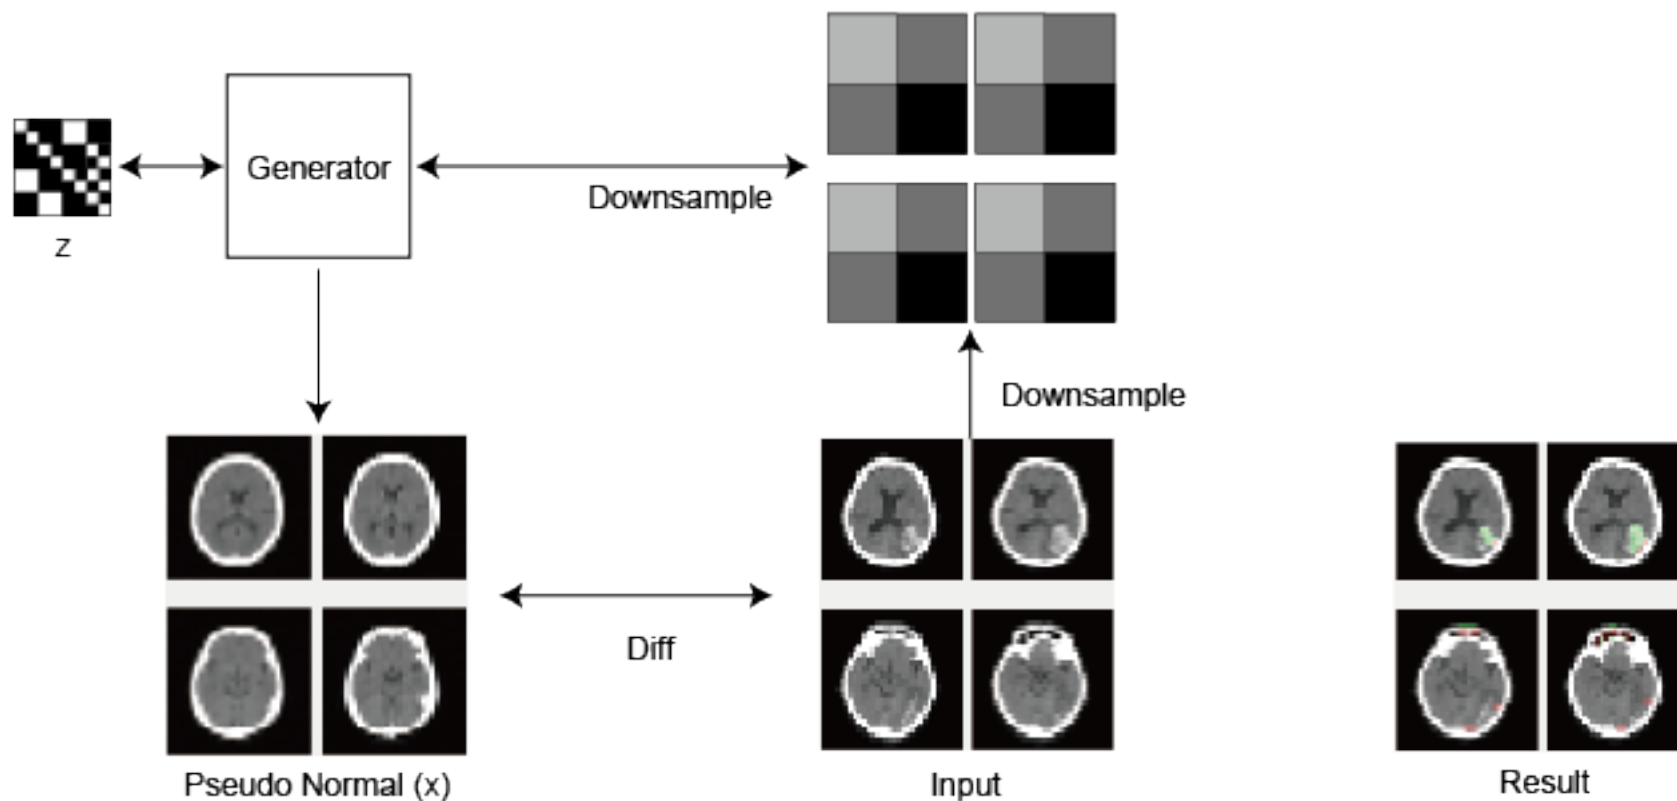 Generator
Downsample
z
Downsample
Diff
Pseudo Normal (x)
Input
Result